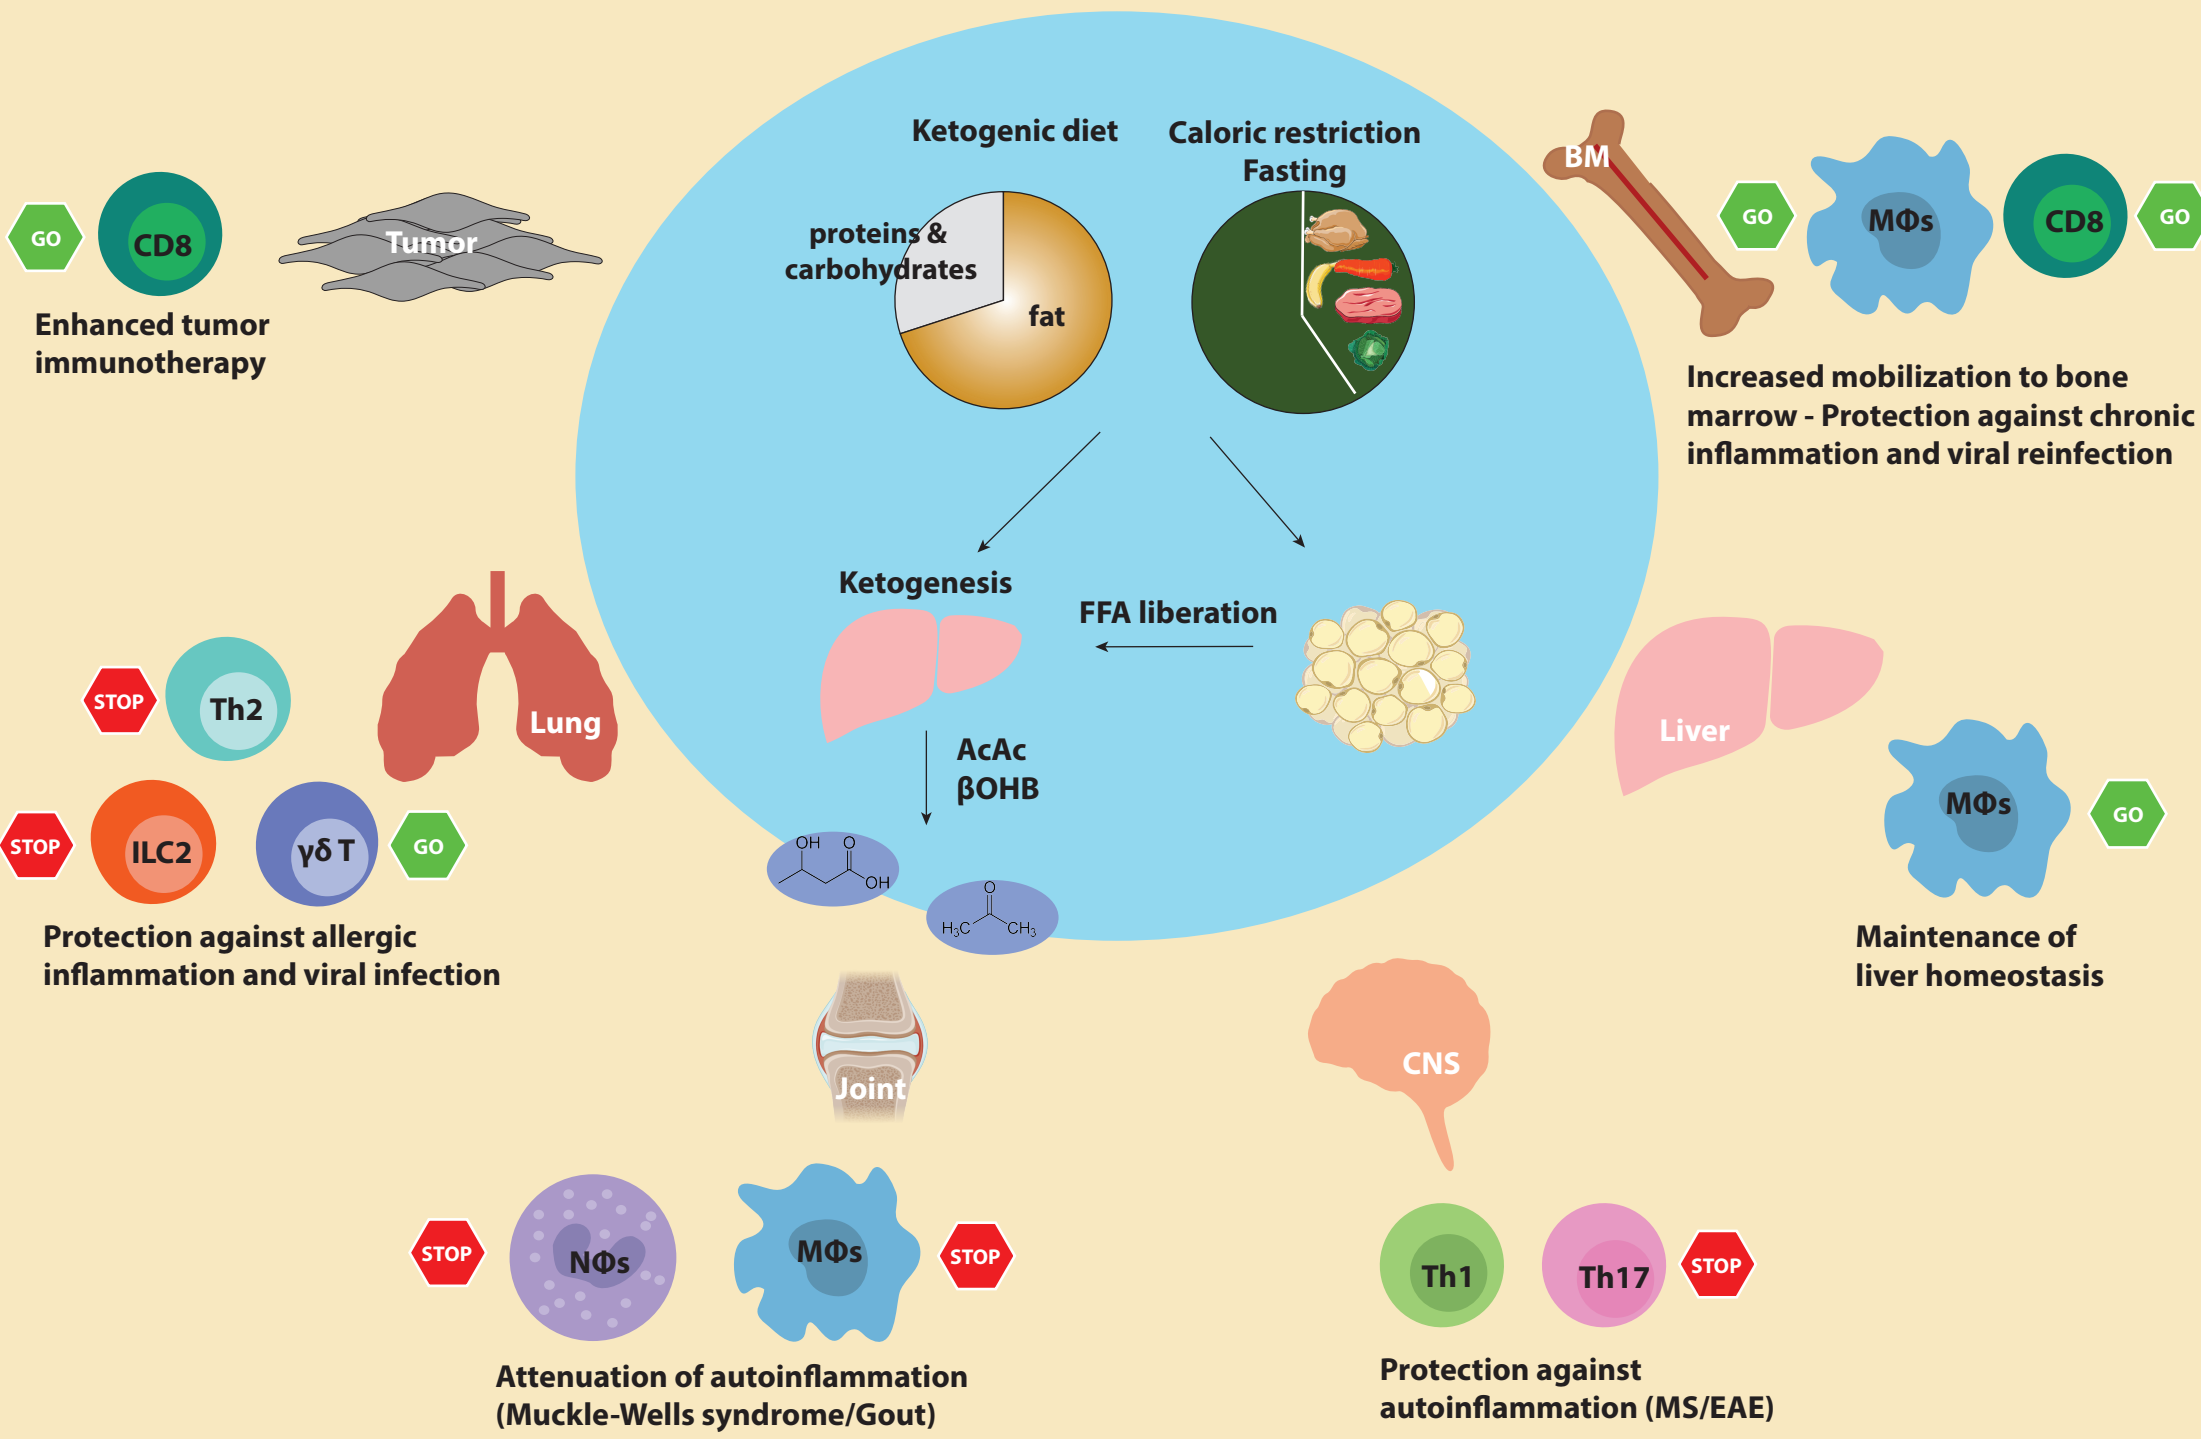 Ketogenic diet
Caloric restriction
Fasting
proteins &
carbohydrates
fat
GO
CD8
Tumor
Enhanced tumor
immunotherapy
BM
GO
MΦs
CD8
GO
Increased mobilization to bone
marrow - Protection against chronic
inflammation and viral reinfection
Ketogenesis
FFA liberation
AcAc
βOHB
OH
O
OH
O
H₃C
CH₃
STOP
Th2
Lung
STOP
ILC2
γδ T
GO
Protection against allergic
inflammation and viral infection
Liver
MΦs
GO
Maintenance of
liver homeostasis
Joint
STOP
NΦs
MΦs
STOP
Attenuation of autoinflammation
(Muckle-Wells syndrome/Gout)
CNS
Th1
Th17
STOP
Protection against
autoinflammation (MS/EAE)